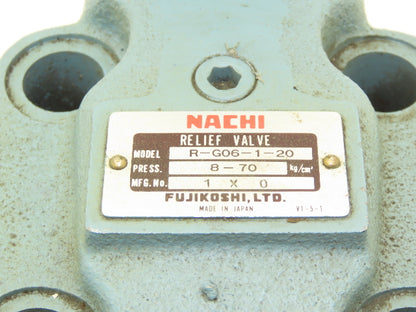 NACHI
RELIEF VALVE
MODEL R-G06-1-20
PRESS. 8-70 kg/cm²
MFG. No. 1 X 0
FUJIKOSHI, LTD.
MADE IN JAPAN V1-5-1